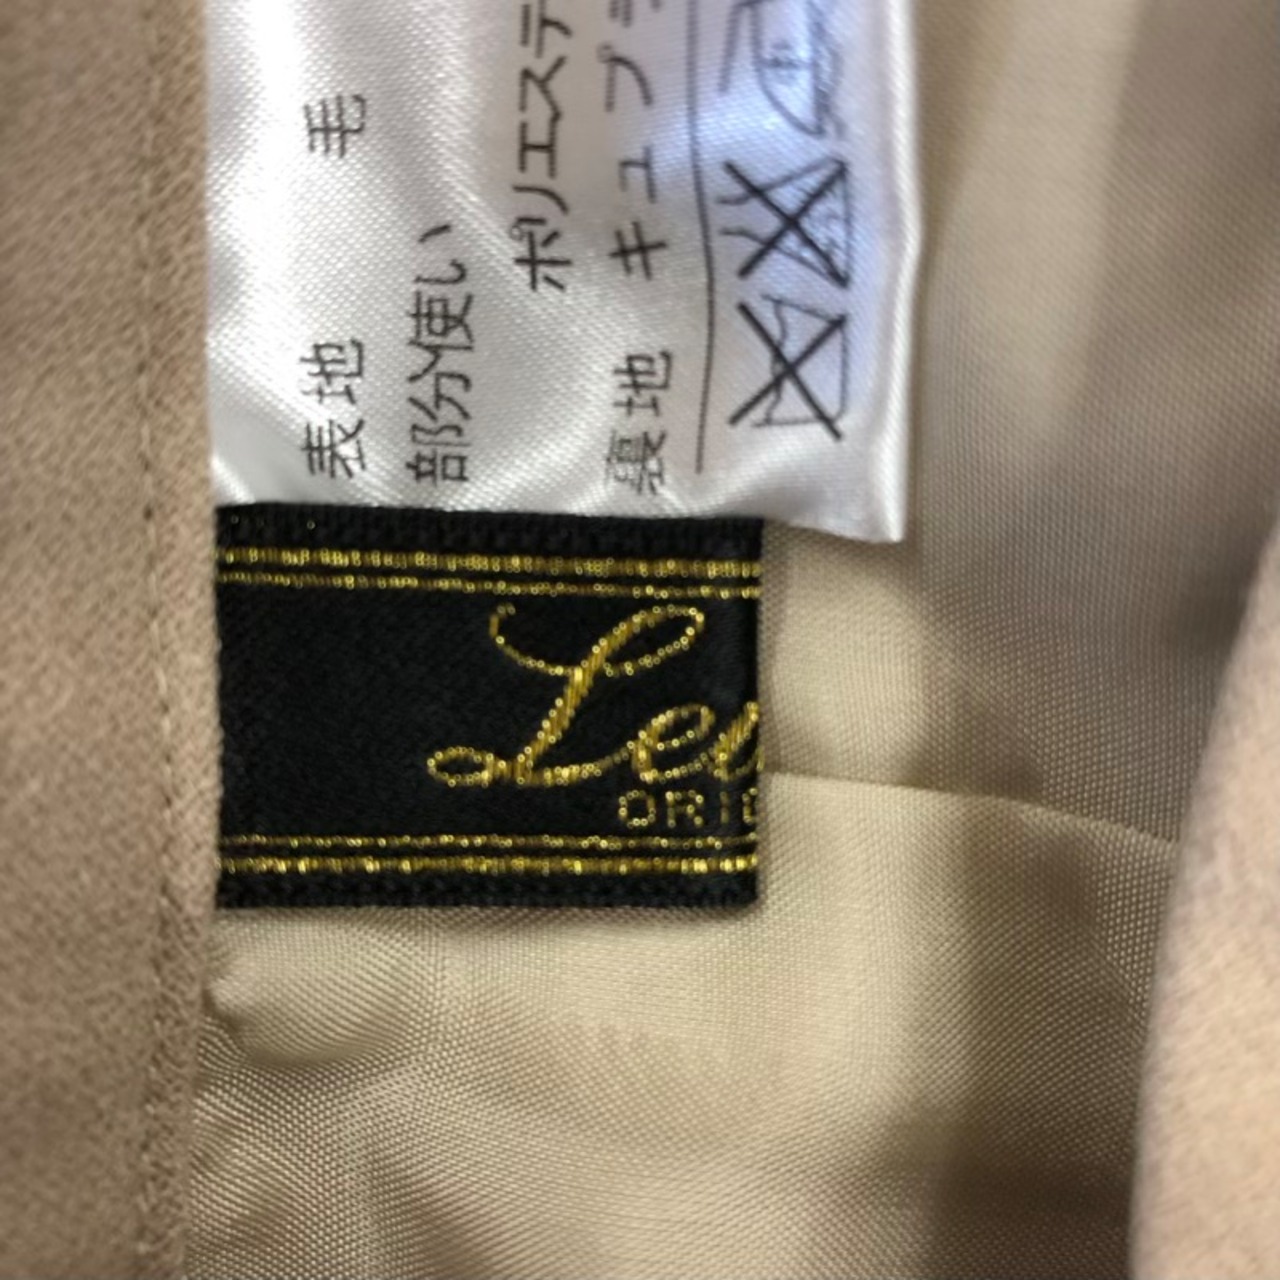 表地 毛
部分使い
ポリエステ
裏地 キュプラ
Le
ORI